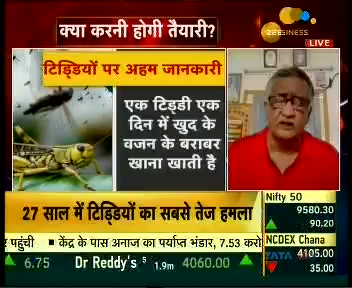 क्या करनी होगी तैयारी?
ZEEBUSINESS
LIVE
टिड्डियों पर अहम जानकारी
एक टिड्डी एक
दिन में खुद के
वजन के बराबर
खाना खाती है
27 साल में टिड्डियों का सबसे तेज हमला
Nifty 50
9580.30
90.20
र पहुंची
केंद्र के पास अनाज का पर्याप्त भंडार, 7.53 करो
NCDEX Chana
4105.00
35.00
6.75
Dr Reddy's 5 1.9m 4060.00